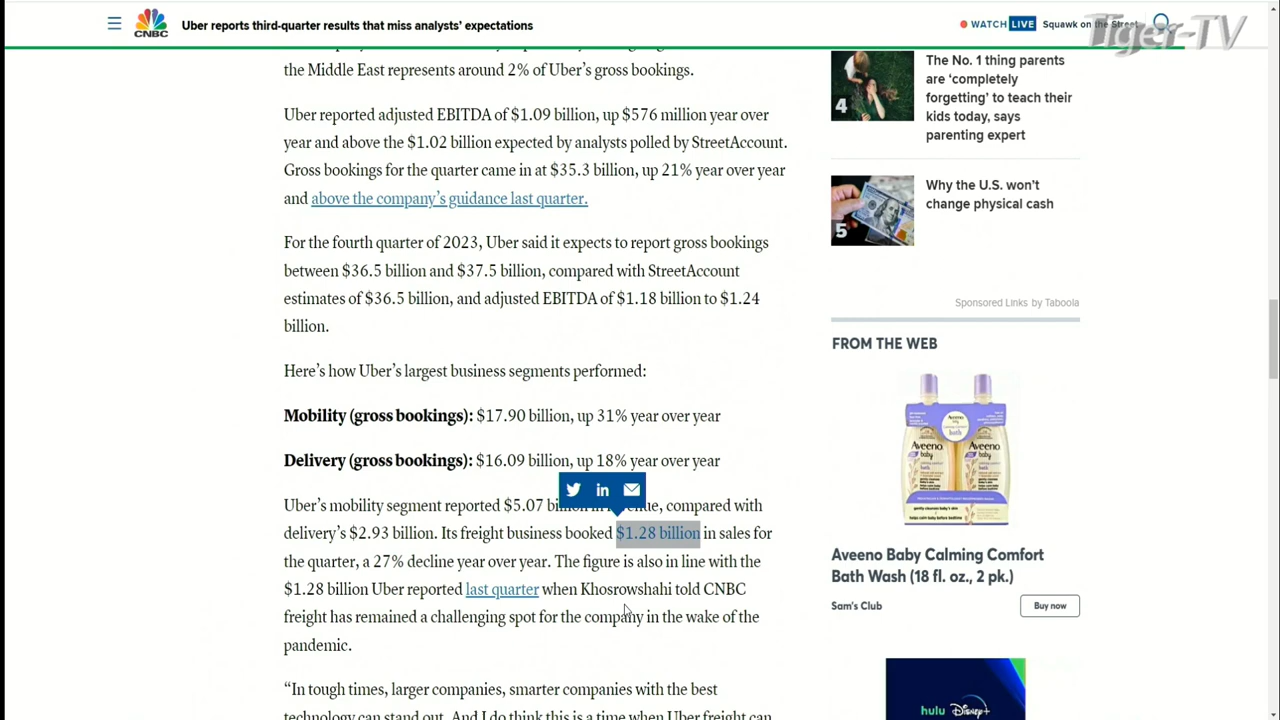 CNBC
Uber reports third-quarter results that miss analysts' expectations
WATCH LIVE
Squawk on the Street
Tiger-TV
the Middle East represents around 2% of Uber's gross bookings.
Uber reported adjusted EBITDA of $1.09 billion, up $576 million year over
year and above the $1.02 billion expected by analysts polled by StreetAccount.
Gross bookings for the quarter came in at $35.3 billion, up 21% year over year
and above the company's guidance last quarter.
For the fourth quarter of 2023, Uber said it expects to report gross bookings
between $36.5 billion and $37.5 billion, compared with StreetAccount
estimates of $36.5 billion, and adjusted EBITDA of $1.18 billion to $1.24
billion.
Here's how Uber's largest business segments performed:
Mobility (gross bookings): $17.90 billion, up 31% year over year
Delivery (gross bookings): $16.09 billion, up 18% year over year
Uber's mobility segment reported $5.07 compared with
delivery's $2.93 billion. Its freight business booked $1.28 billion in sales for
the quarter, a 27% decline year over year. The figure is also in line with the
$1.28 billion Uber reported last quarter when Khosrowshahi told CNBC
freight has remained a challenging spot for the company in the wake of the
pandemic.
“In tough times, larger companies, smarter companies with the best
technology can stand out. And I do think this is a time when Uber freight can
4
The No. 1 thing parents
are ‘completely
forgetting’ to teach their
kids today, says
parenting expert
5
Why the U.S. won't
change physical cash
Sponsored Links by Taboola
FROM THE WEB
Aveeno
baby
Aveeno
baby
Aveeno Baby Calming Comfort
Bath Wash (18 fl. oz., 2 pk.)
Sam's Club
Buy now
hulu
Disney+